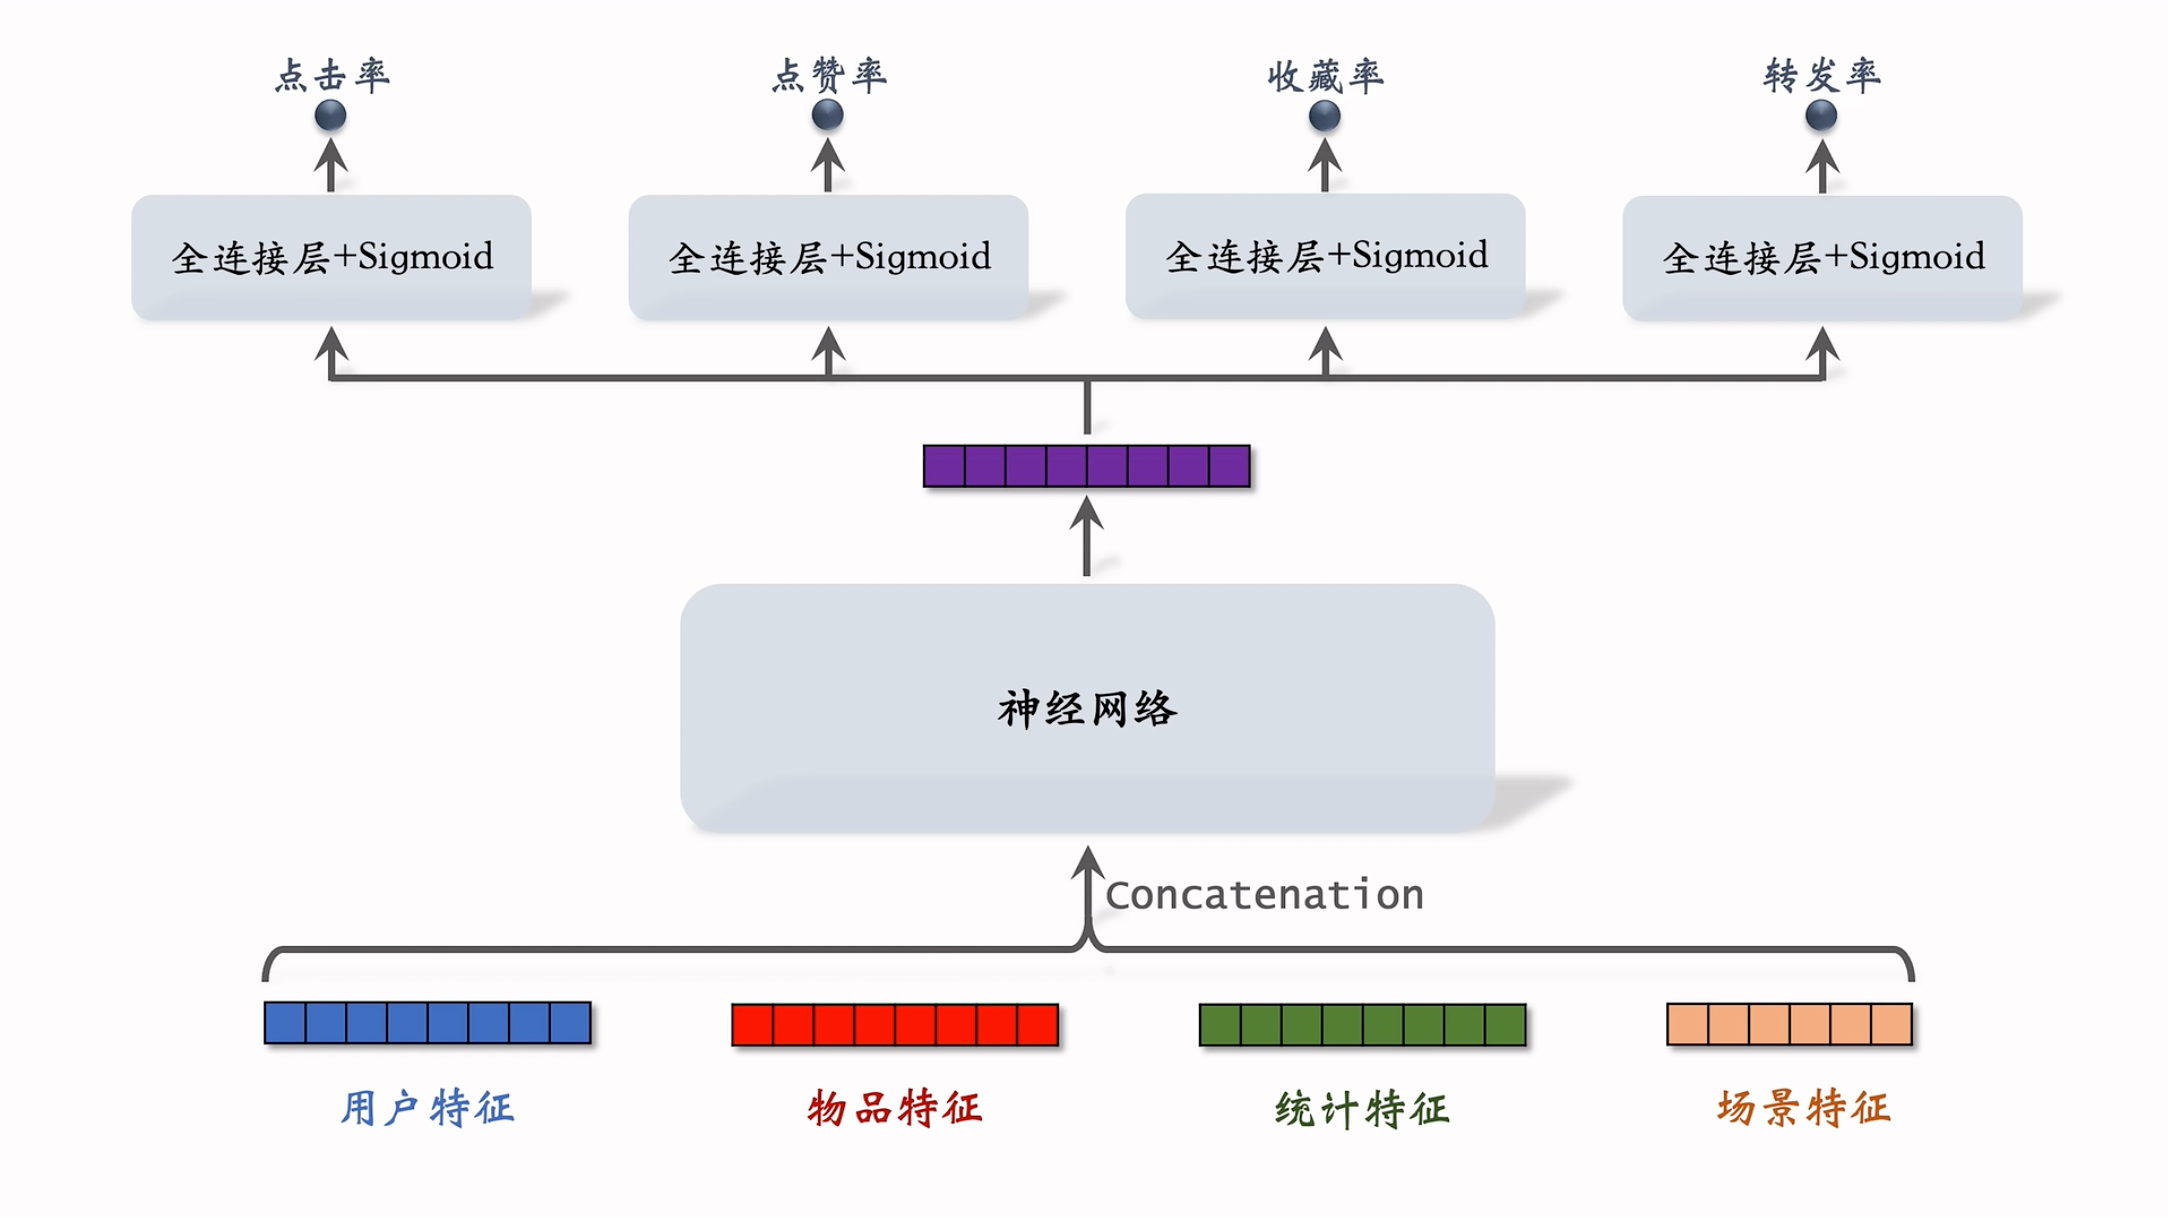 点击率
点赞率
收藏率
转发率
全连接层+Sigmoid
全连接层+Sigmoid
全连接层+Sigmoid
全连接层+Sigmoid
神经网络
Concatenation
用户特征
物品特征
统计特征
场景特征